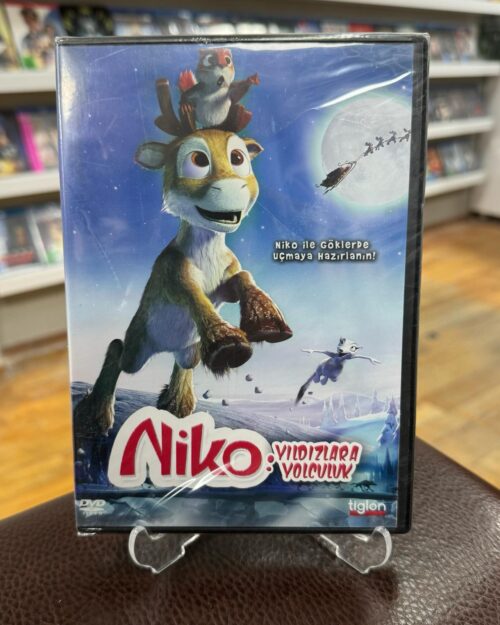 Niko ile Göklerde
Uçmaya Hazırlanın!
Niko:
YILDIZLARA
YOLCULUK
DVD
tiglon